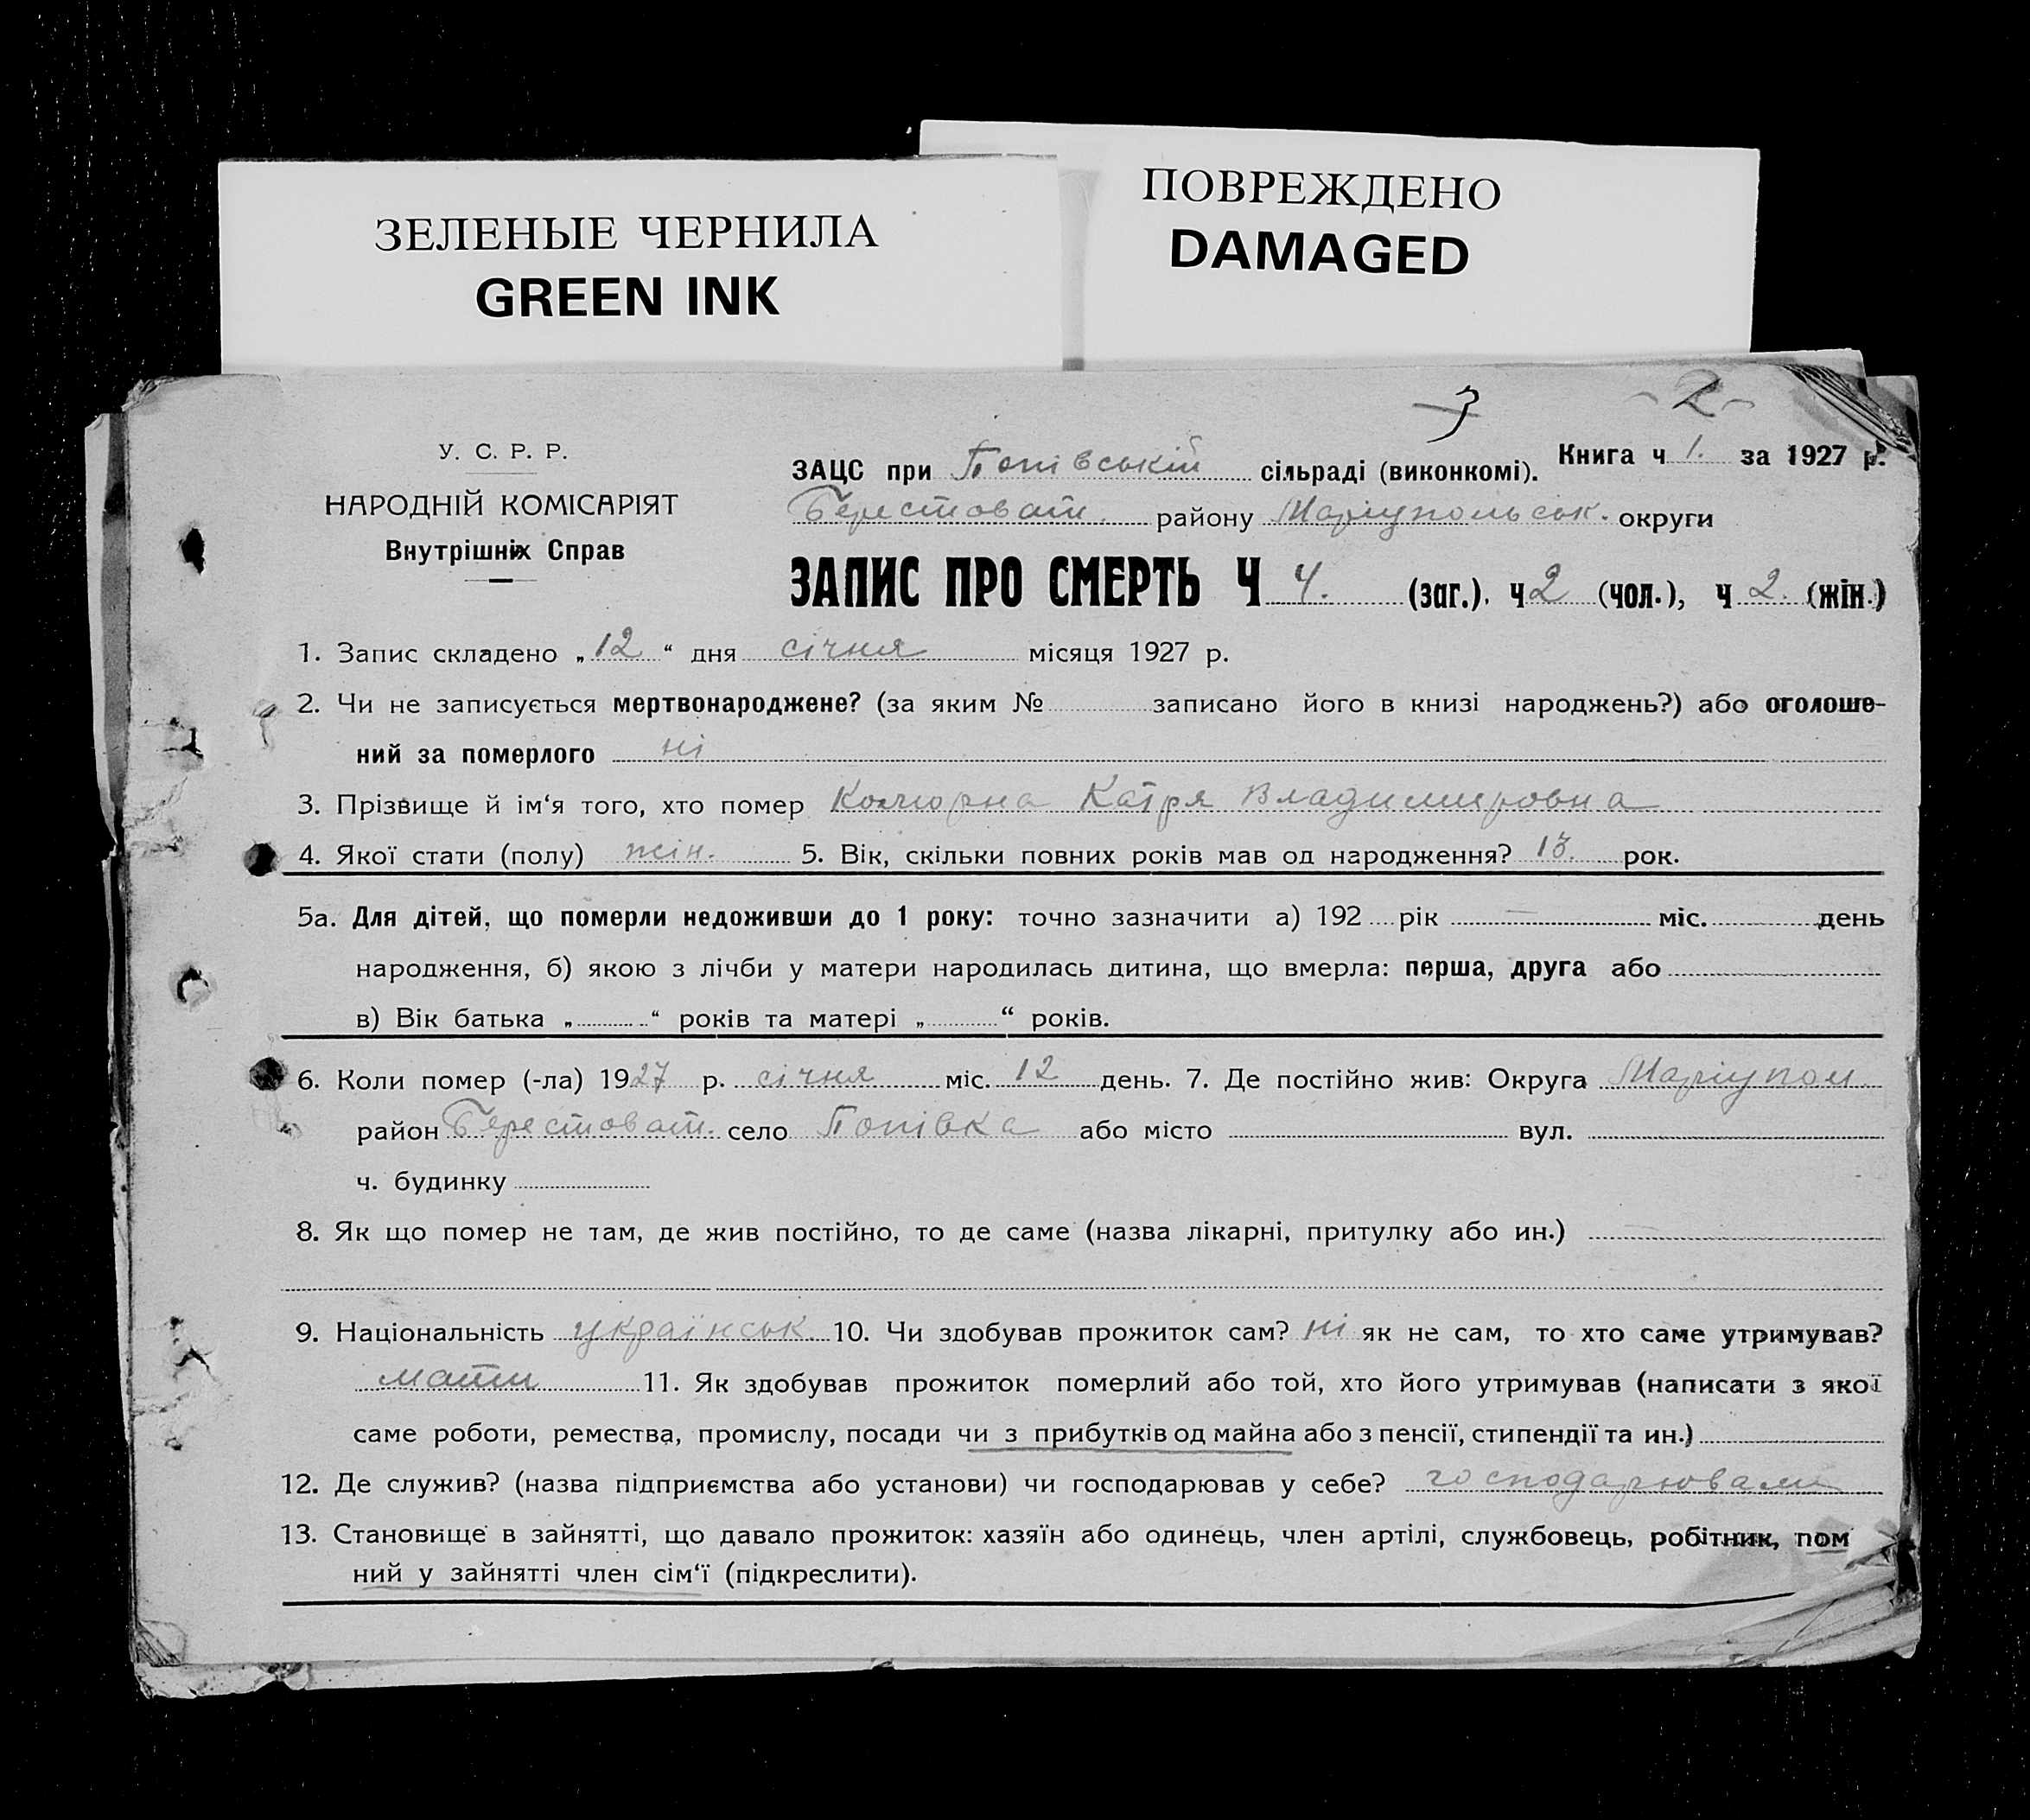 ЗЕЛЕНЫЕ ЧЕРНИЛА
GREEN INK
ПОВРЕЖДЕНО
DAMAGED
3 - 2 -
У. С. Р. Р.
НАРОДНІЙ КОМІСАРІЯТ
Внутрішніх Справ
Книга ч 1. за 1927 р.
ЗАЦС при Попівській сільраді (виконкомі).
Берестоват. району Маріупольськ. округи
ЗАПИС ПРО СМЕРТЬ Ч 4. (заг.). ч 2 (чол.), ч 2. (жін.)
1. Запис складено „12“ дня січня місяця 1927 р.
2. Чи не записується мертвонароджене? (за яким № записано його в книзі народжень?) або оголоше-
ний за померлого ні
3. Прізвище й ім‘я того, хто помер Катря Владимировна
4. Якої стати (полу) жін. 5. Вік, скільки повних років мав од народження? 13. рок.
5а. Для дітей, що померли недоживши до 1 року: точно зазначити а) 192 рік — міс. день
народження, б) якою з лічби у матери народилась дитина, що вмерла: перша, друга або
в) Вік батька „ “ років та матері „ “ років.
6. Коли помер (-ла) 1927 р. січня міс. 12 день. 7. Де постійно жив: Округа Маріупол
район Берестоват. село Попівка або місто вул.
ч. будинку
8. Як що помер не там, де жив постійно, то де саме (назва лікарні, притулку або ин.)
9. Національність українськ 10. Чи здобував прожиток сам? ні як не сам, то хто саме утримував?
мати 11. Як здобував прожиток померлий або той, хто його утримував (написати з якої
саме роботи, ремества, промислу, посади чи з прибутків од майна або з пенсії, стипендії та ин.)
12. Де служив? (назва підприємства або установи) чи господарював у себе? господарювали
13. Становище в зайнятті, що давало прожиток: хазяїн або одинець, член артілі, службовець, робітник, пом
ний у зайнятті член сім‘ї (підкреслити).